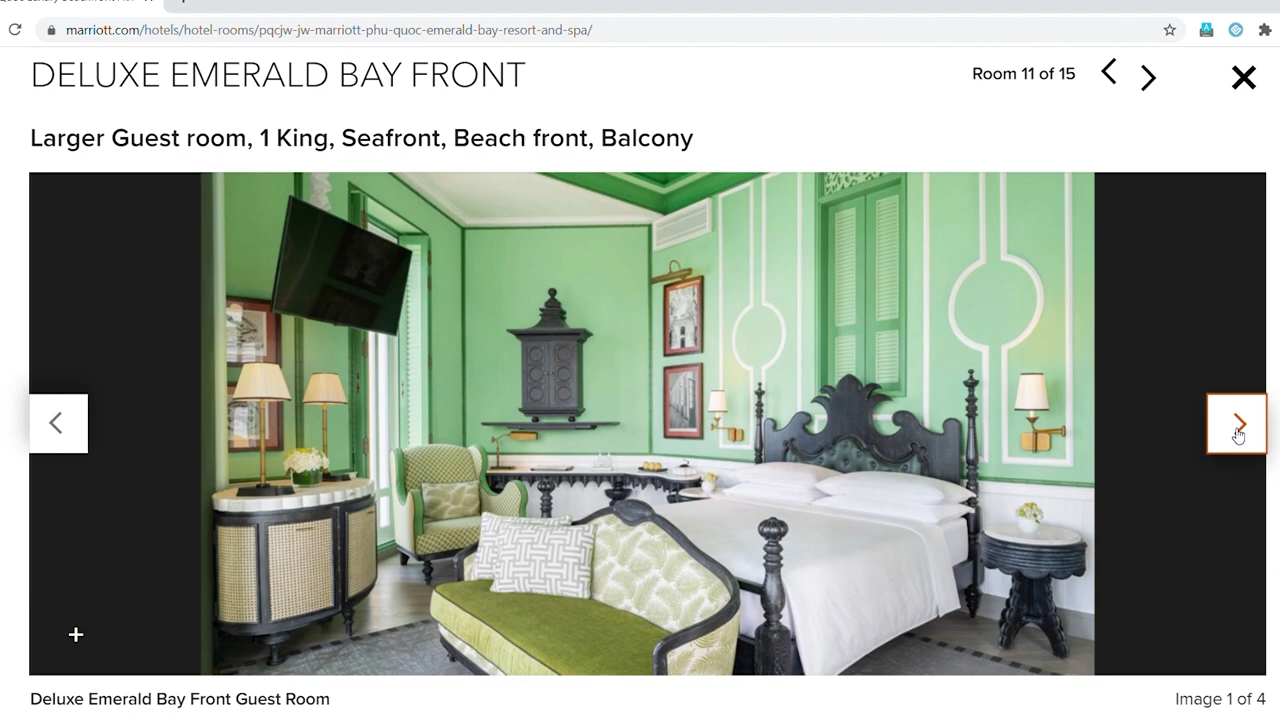 marriott.com/hotels/hotel-rooms/pqcjw-jw-marriott-phu-quoc-emerald-bay-resort-and-spa/
DELUXE EMERALD BAY FRONT
Room 11 of 15
Larger Guest room, 1 King, Seafront, Beach front, Balcony
Deluxe Emerald Bay Front Guest Room
Image 1 of 4